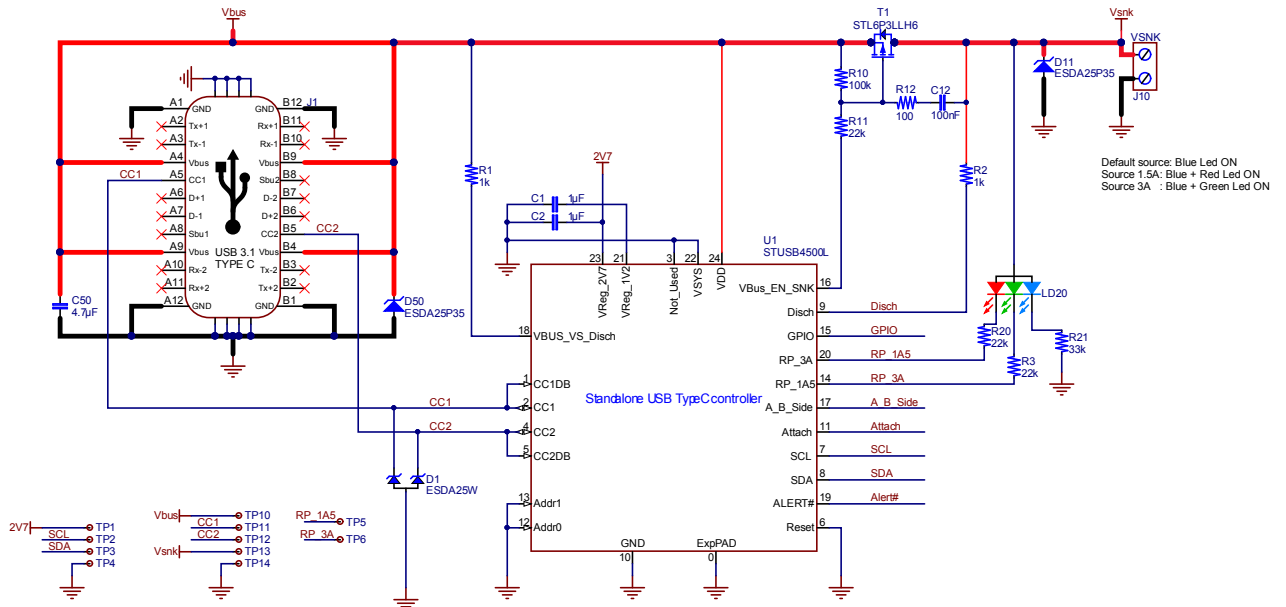 Vbus
T1
STL6P3LLH6
Vsnk
VSNK
J10
D11
ESDA25P35
R10
100k
R12
100
C12
100nF
R11
22k
R1
1k
R2
1k
Default source: Blue Led ON
Source 1.5A: Blue + Red Led ON
Source 3A : Blue + Green Led ON
J1
A1 GND GND B12
A2 Tx+1 Rx+1 B11
A3 Tx-1 Rx-1 B10
A4 Vbus Vbus B9
CC1 A5 CC1 Sbu2 B8
A6 D+1 D-2 B7
A7 D-1 D+2 B6
A8 Sbu1 CC2 B5 CC2
A9 Vbus Vbus B4
A10 Rx-2 Tx-2 B3
A11 Rx+2 Tx+2 B2
A12 GND GND B1
USB 3.1
TYPE C
C50
4.7µF
D50
ESDA25P35
2V7
C1 1µF
C2 1µF
U1
STUSB4500L
23 VReg_2V7
21 VReg_1V2
3 Not_Used
22 VSYS
24 VDD
18 VBUS_VS_Disch
1 CC1DB
CC1 2 CC1
CC2 4 CC2
5 CC2DB
13 Addr1
12 Addr0
Standalone USB TypeC controller
VBus_EN_SNK 16
Disch 9 Disch
GPIO 15 GPIO
RP_3A 20 RP_1A5
RP_1A5 14 RP_3A
A_B_Side 17 A_B_Side
Attach 11 Attach
SCL 7 SCL
SDA 8 SDA
ALERT# 19 Alert#
Reset 6
GND
10
ExpPAD
0
LD20
R20
22k
R3
22k
R21
33k
D1
ESDA25W
2V7 TP1
SCL TP2
SDA TP3
TP4
Vbus TP10
CC1 TP11
CC2 TP12
Vsnk TP13
TP14
RP_1A5 TP5
RP_3A TP6